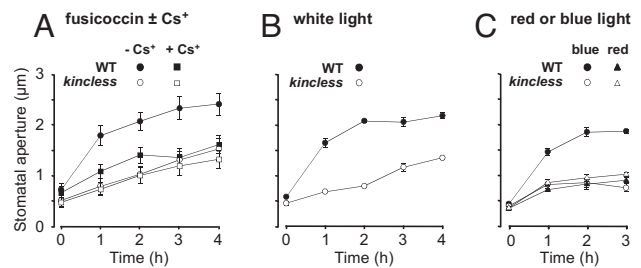 A fusicoccin ± Cs⁺
- Cs⁺ + Cs⁺
WT
kincless
Stomatal aperture (μm)
3
2
1
0
0 1 2 3 4
Time (h)
B white light
WT
kincless
0 1 2 3 4
Time (h)
C red or blue light
blue red
WT
kincless
0 1 2 3
Time (h)